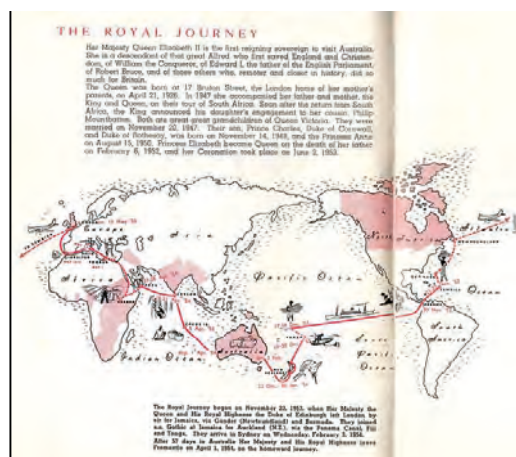 THE ROYAL JOURNEY
Her Majesty Queen Elizabeth II is the first reigning sovereign to visit Australia.
She is a descendant of that great Alfred who first saved England and Christen-
dom, of William the Conqueror, of Edward I, the father of the English Parliament,
of Robert Bruce, and of those others who, remote and closer in history, did so
much for Britain.
The Queen was born at 17 Bruton Street, the London home of her mother's
parents, on April 21, 1926. In 1947 she accompanied her father and mother, the
King and Queen, on their tour of South Africa. Soon after the return from South
Africa, the King announced his daughter's engagement to her cousin, Philip
Mountbatten. Both are great great grandchildren of Queen Victoria. They were
married on November 20, 1947. Their son, Prince Charles, Duke of Cornwall,
and Duke of Rothesay, was born on November 14, 1948, and the Princess Anne
on August 15, 1950. Princess Elizabeth became Queen on the death of her father
on February 6, 1952, and her Coronation took place on June 2, 1953.
Europe
Asia
North America
Atlantic
Africa
Pacific Ocean
Ocean
Indian Ocean
Australia
South Pacific Ocean
South America
The Royal Journey began on November 23, 1953, when Her Majesty the
Queen and His Royal Highness the Duke of Edinburgh left London by
air for Jamaica, via Gander (Newfoundland) and Bermuda. They joined
s.s. Gothic at Jamaica for Auckland (N.Z.), via the Panama Canal, Fiji
and Tonga. They arrive in Sydney on Wednesday, February 3, 1954.
After 57 days in Australia Her Majesty and His Royal Highness leave
Fremantle on April 1, 1954, on the homeward journey.